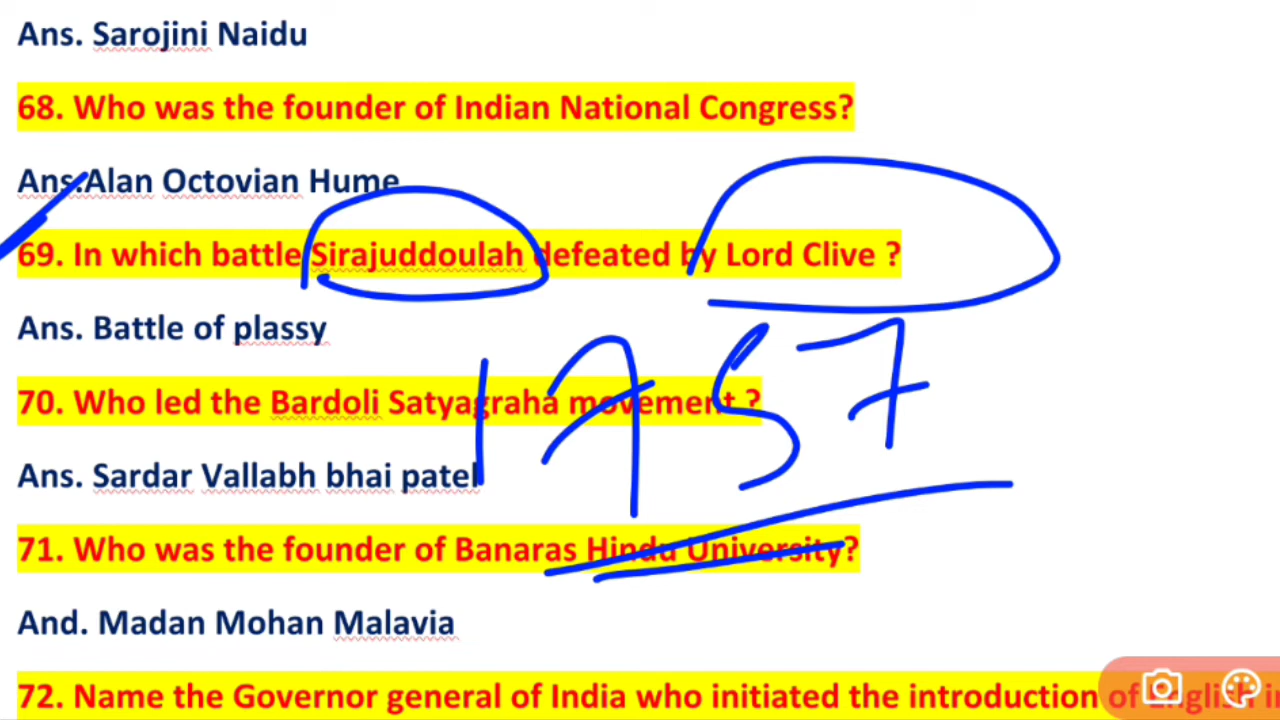 Ans. Sarojini Naidu
68. Who was the founder of Indian National Congress?
Ans.Alan Octovian Hume
69. In which battle Sirajuddoulah defeated by Lord Clive ?
Ans. Battle of plassy
1757
70. Who led the Bardoli Satyagraha movement ?
Ans. Sardar Vallabh bhai patel
71. Who was the founder of Banaras Hindu University?
And. Madan Mohan Malavia
72. Name the Governor general of India who initiated the introduction of English in